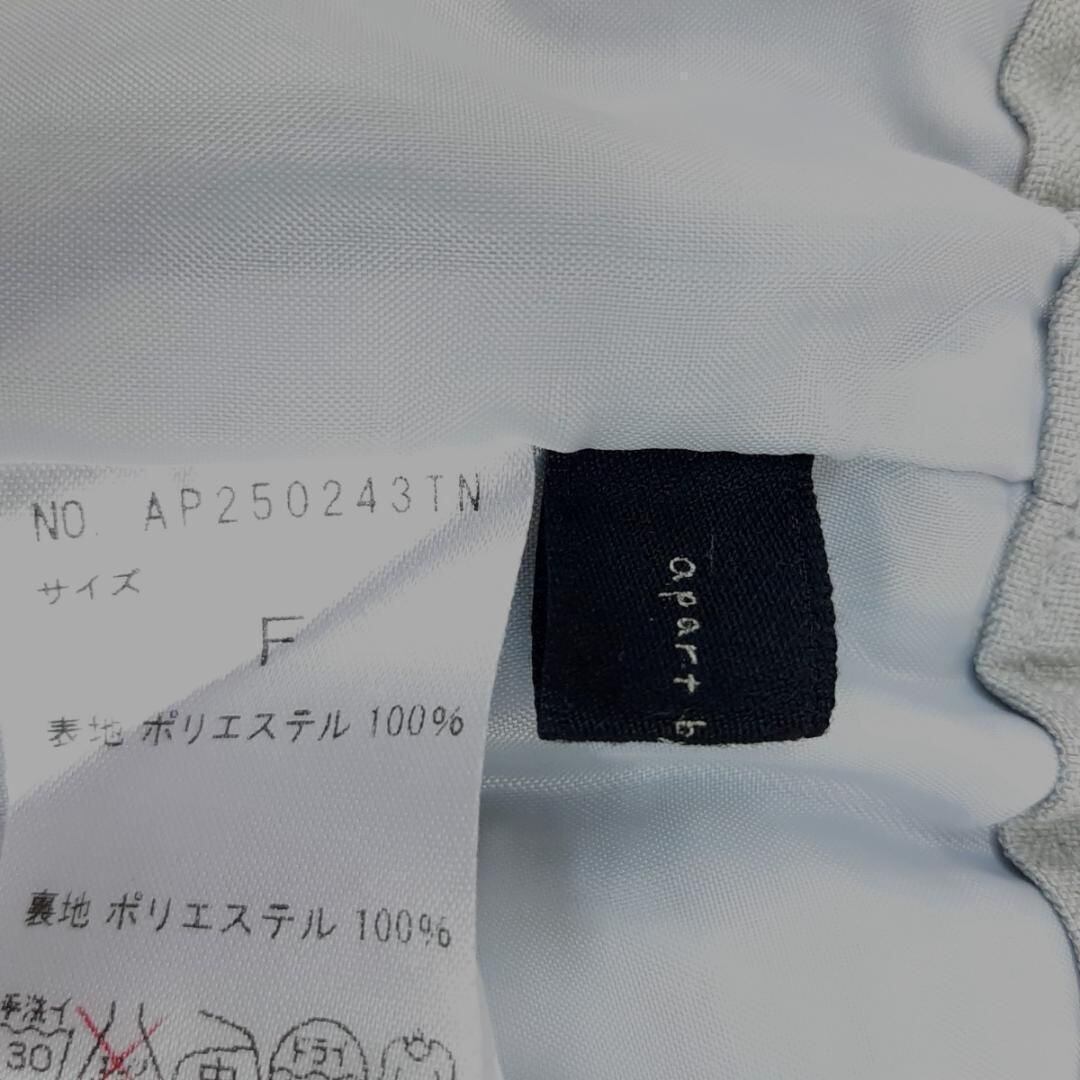 NO. AP250243TN
サイズ
F
表地 ポリエステル 100%
裏地 ポリエステル 100%
手洗イ
30
中
ドライ
apart b